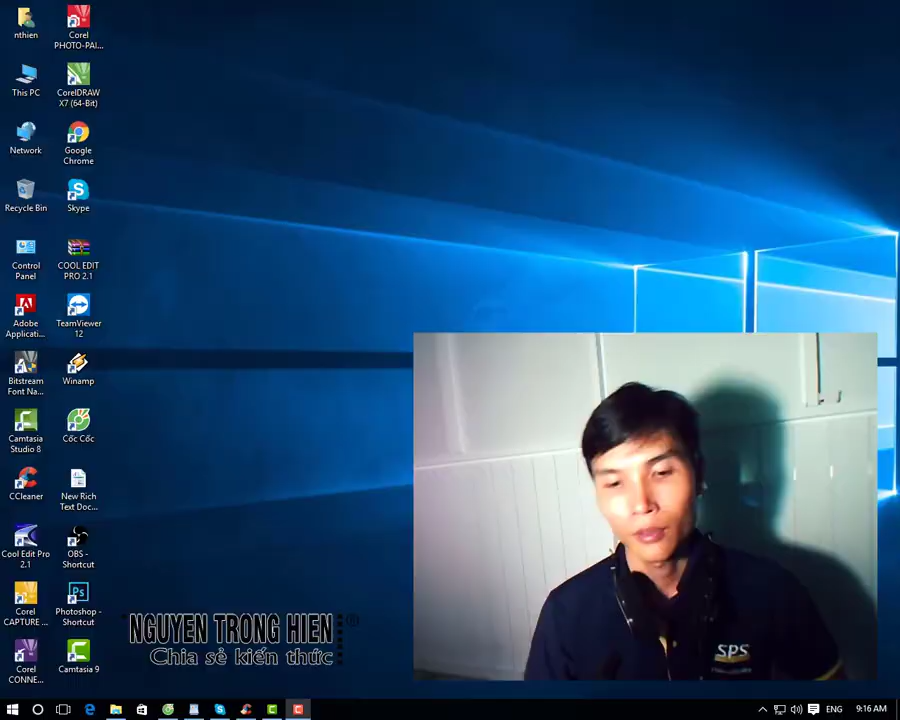 nthien
Corel
PHOTO-PAI...
This PC
CorelDRAW
X7 (64-Bit)
Network
Google
Chrome
Recycle Bin
Skype
Control
Panel
COOL EDIT
PRO 2.1
Adobe
Applicati...
TeamViewer
12
Bitstream
Font Na...
Winamp
Camtasia
Studio 8
Cốc Cốc
CCleaner
New Rich
Text Doc...
Cool Edit Pro
2.1
OBS -
Shortcut
Corel
CAPTURE ...
Photoshop -
Shortcut
Corel
CONNE...
Camtasia 9
NGUYEN TRONG HIEN ®
Chia sẻ kiến thức
SPS
ENG
9:16 AM